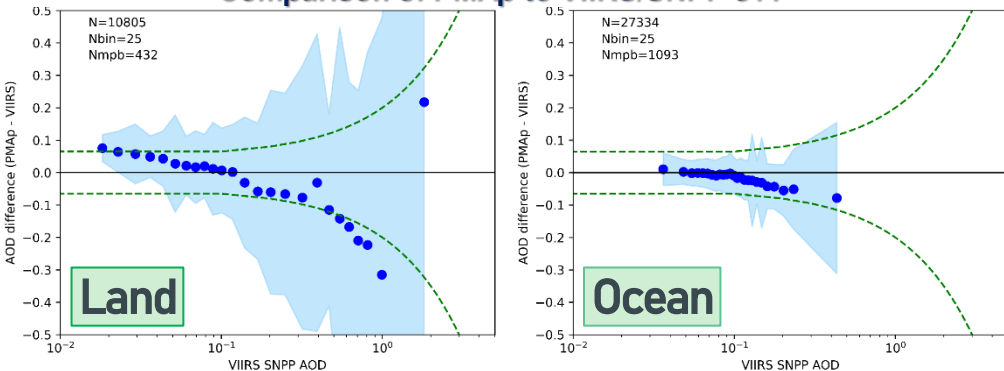 N=10805
Nbin=25
Nmpb=432
0.5
0.4
0.3
0.2
0.1
0.0
−0.1
−0.2
−0.3
−0.4
−0.5
AOD difference (PMAp - VIIRS)
Land
10⁻² 10⁻¹ 10⁰
VIIRS SNPP AOD
N=27334
Nbin=25
Nmpb=1093
0.5
0.4
0.3
0.2
0.1
0.0
−0.1
−0.2
−0.3
−0.4
−0.5
AOD difference (PMAp - VIIRS)
Ocean
10⁻² 10⁻¹ 10⁰
VIIRS SNPP AOD